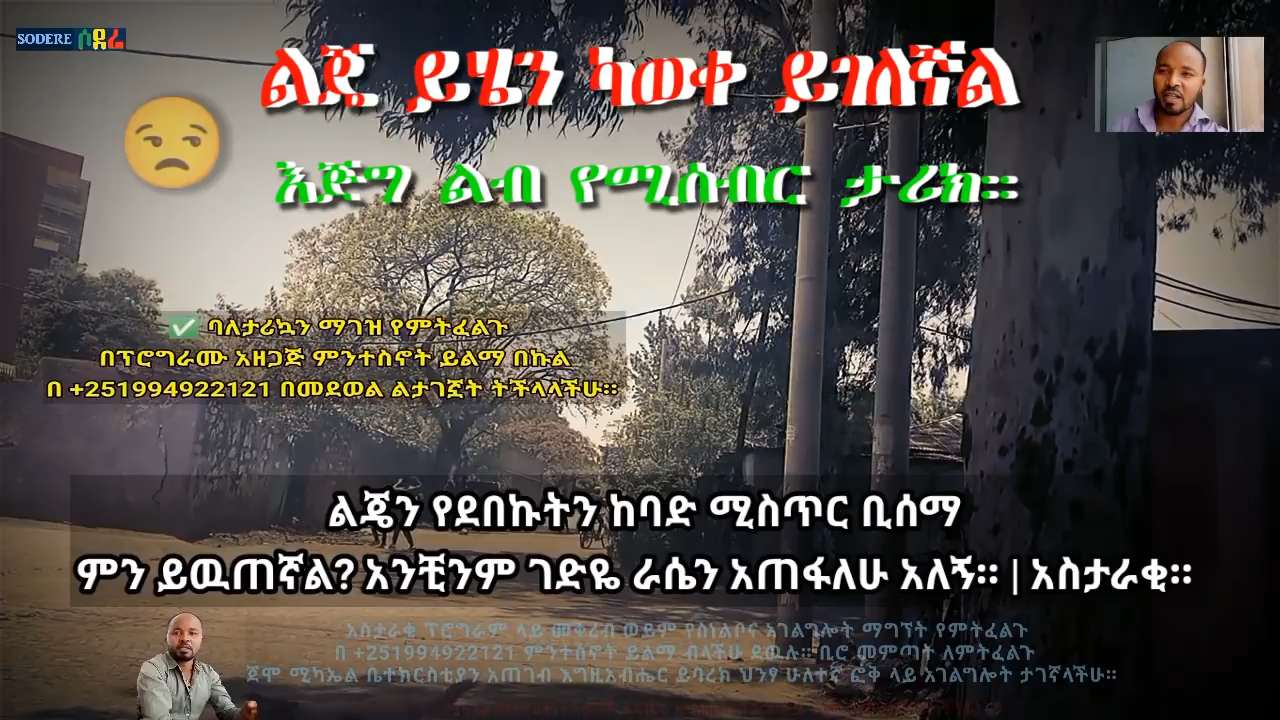 SODERE ሶደሬ
ልጄ ይሄን ካወቀ ይገለኛል
እጅግ ልብ የሚሰብር ታሪክ።
✅ ባለታሪኳን ማገዝ የምትፈልጉ
በፕሮግራሙ አዘጋጅ ምንተስኖት ይልማ በኩል
በ +251994922121 በመደወል ልታገኟት ትችላላችሁ።
ልጄን የደበኩትን ከባድ ሚስጥር ቢሰማ
ምን ይዉጠኛል? አንቺንም ገድዬ ራሴን አጠፋለሁ አለኝ። | አስታራቂ።
አስታራቂ ፕሮግራም ላይ መቅረብ ወይም የስነልቦና አገልግሎት ማግኘት የምትፈልጉ
በ +251994922121 ምንተስኖት ይልማ ብላችሁ ደዉሉ። ቢሮ መምጣት ለምትፈልጉ
ጀሞ ሚካኤል ቤተክርስቲያን አጠገብ እግዚአብሔር ይባረክ ህንፃ ሁለተኛ ፎቅ ላይ አገልግሎት ታገኛላችሁ።